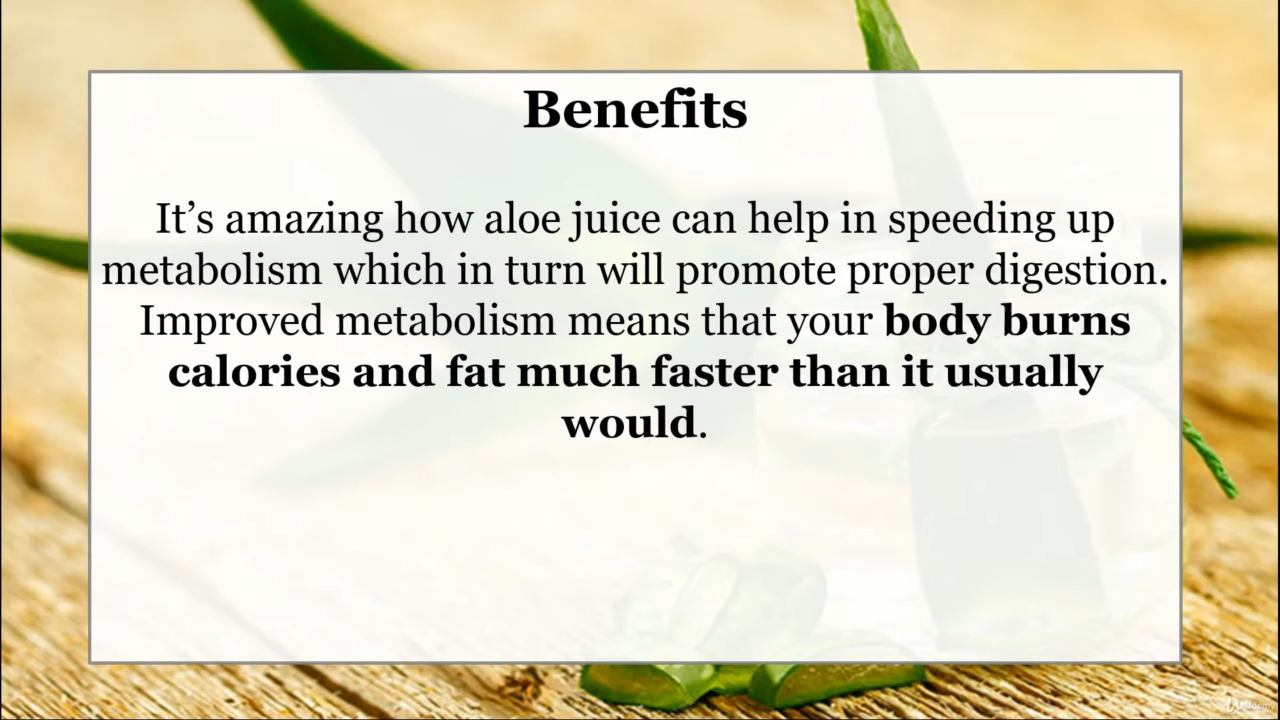 Benefits
It's amazing how aloe juice can help in speeding up
metabolism which in turn will promote proper digestion.
Improved metabolism means that your body burns
calories and fat much faster than it usually
would.
Udemy